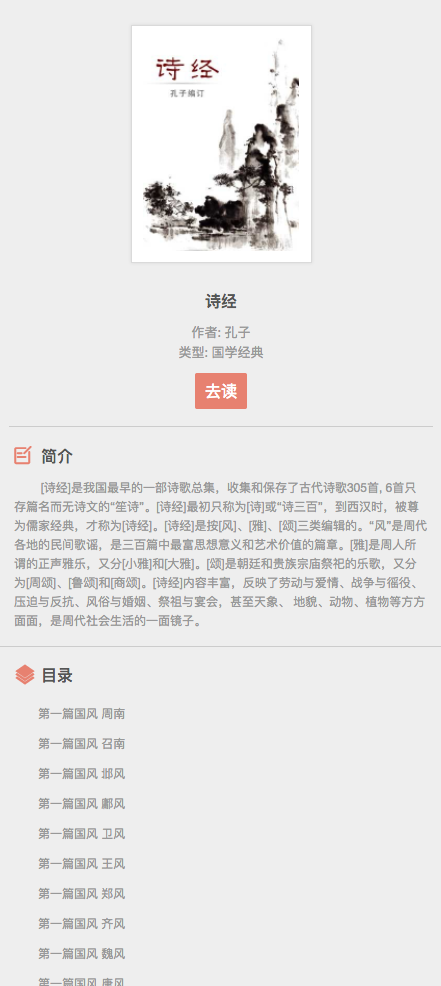 诗经
孔子编订
诗经
作者: 孔子
类型: 国学经典
去读
简介
[诗经]是我国最早的一部诗歌总集，收集和保存了古代诗歌305首, 6首只
存篇名而无诗文的“笙诗”。[诗经]最初只称为[诗]或“诗三百”，到西汉时，被尊
为儒家经典，才称为[诗经]。[诗经]是按[风]、[雅]、[颂]三类编辑的。“风”是周代
各地的民间歌谣，是三百篇中最富思想意义和艺术价值的篇章。[雅]是周人所
谓的正声雅乐，又分[小雅]和[大雅]。[颂]是朝廷和贵族宗庙祭祀的乐歌，又分
为[周颂]、[鲁颂]和[商颂]。[诗经]内容丰富，反映了劳动与爱情、战争与徭役、
压迫与反抗、风俗与婚姻、祭祖与宴会，甚至天象、 地貌、动物、植物等方方
面面，是周代社会生活的一面镜子。
目录
第一篇国风 周南
第一篇国风 召南
第一篇国风 邶风
第一篇国风 鄘风
第一篇国风 卫风
第一篇国风 王风
第一篇国风 郑风
第一篇国风 齐风
第一篇国风 魏风
第一篇国风 唐风